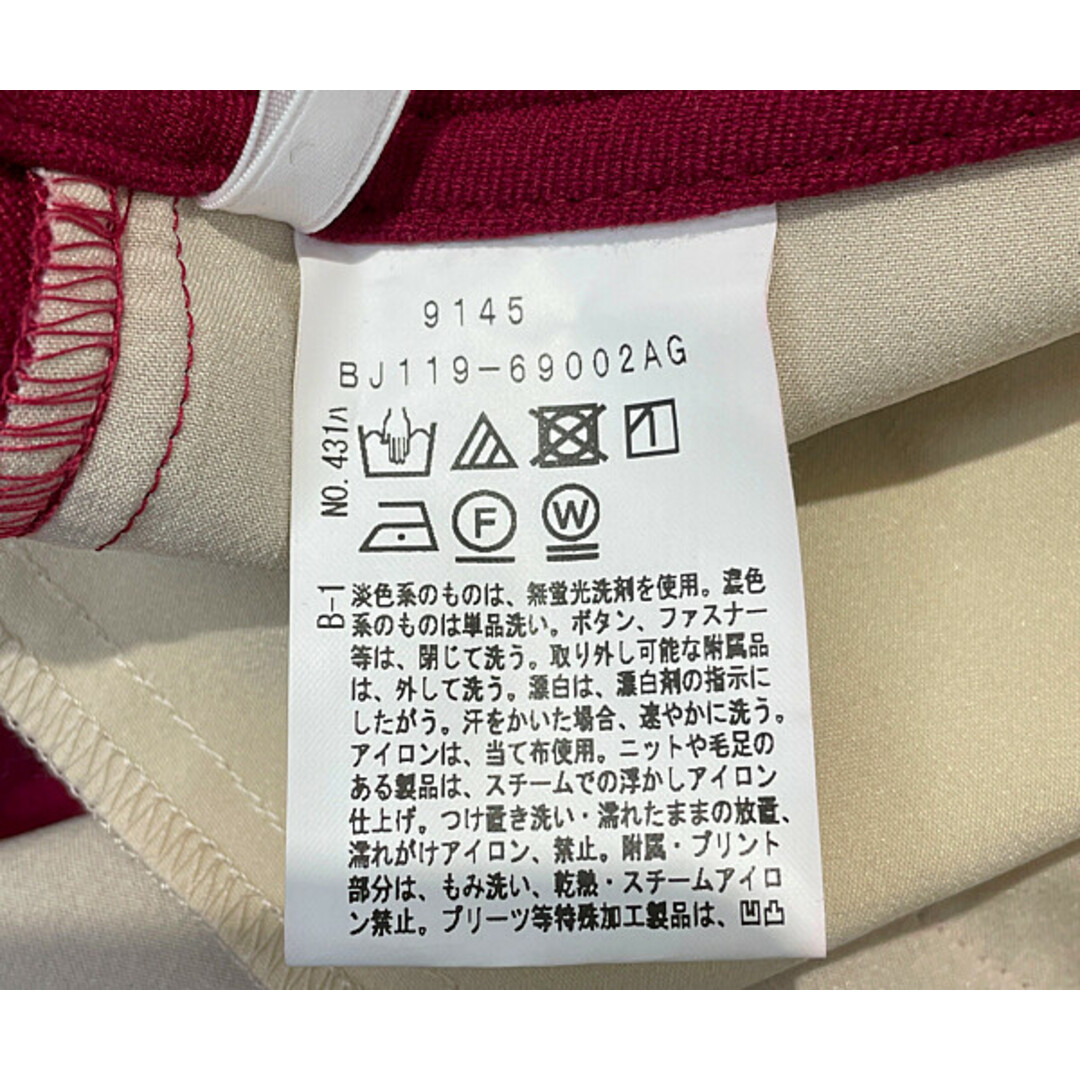 9145
BJ119-69002AG
NO.431ハ
F
W
B-1
淡色系のものは、無蛍光洗剤を使用。濃色
系のものは単品洗い。ボタン、ファスナー
等は、閉じて洗う。取り外し可能な附属品
は、外して洗う。漂白は、漂白剤の指示に
したがう。汗をかいた場合、速やかに洗う。
アイロンは、当て布使用。ニットや毛足の
ある製品は、スチームでの浮かしアイロン
仕上げ。つけ置き洗い・濡れたままの放置、
濡れがけアイロン、禁止。附属・プリント
部分は、もみ洗い、乾熱・スチームアイロ
ン禁止。プリーツ等特殊加工製品は、凹凸